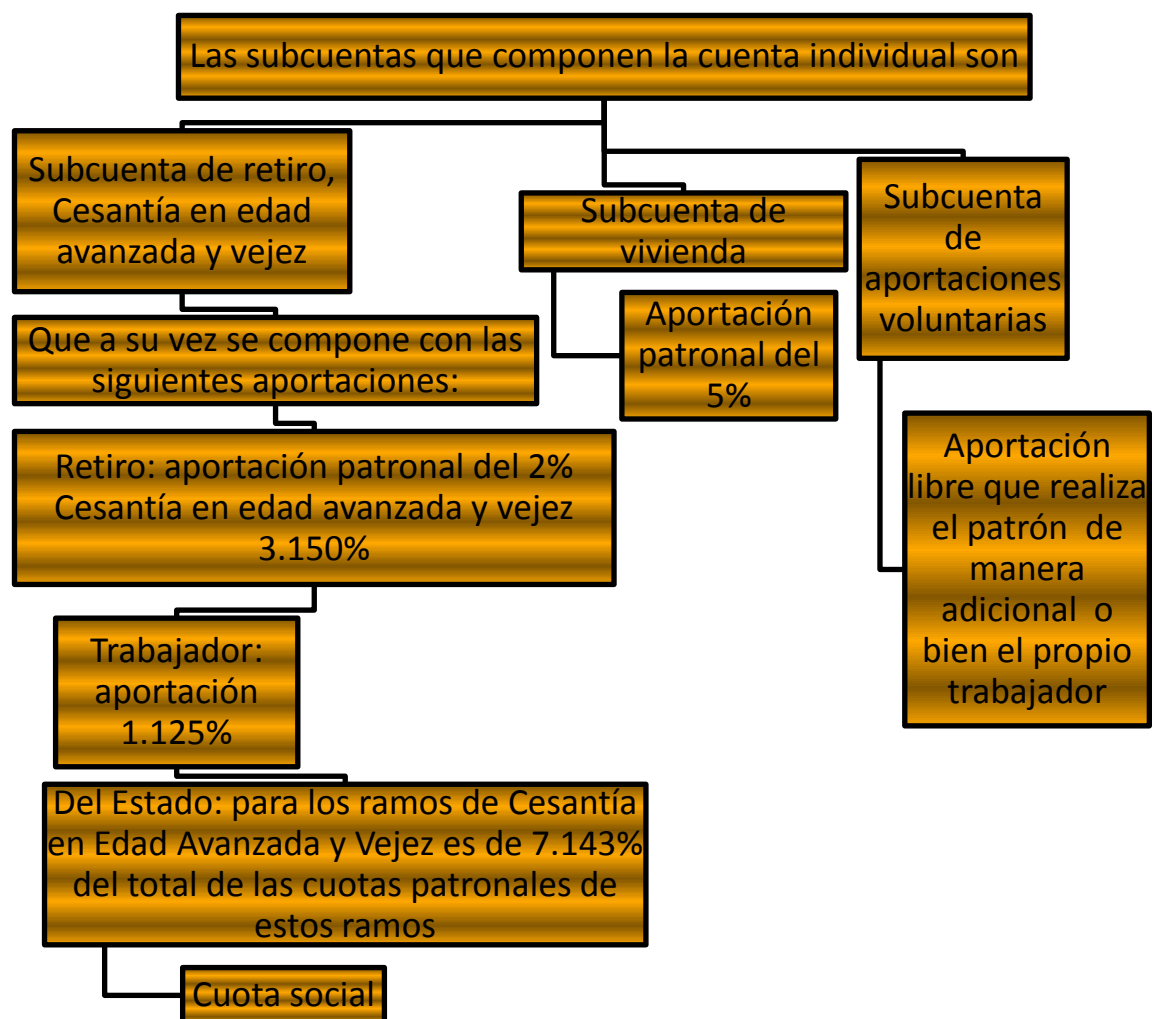 Las subcuentas que componen la cuenta individual son
Subcuenta de retiro,
Cesantía en edad
avanzada y vejez
Que a su vez se compone con las
siguientes aportaciones:
Retiro: aportación patronal del 2%
Cesantía en edad avanzada y vejez
3.150%
Trabajador:
aportación
1.125%
Del Estado: para los ramos de Cesantía
en Edad Avanzada y Vejez es de 7.143%
del total de las cuotas patronales de
estos ramos
Cuota social
Subcuenta de
vivienda
Aportación
patronal del
5%
Subcuenta
de
aportaciones
voluntarias
Aportación
libre que realiza
el patrón de
manera
adicional o
bien el propio
trabajador